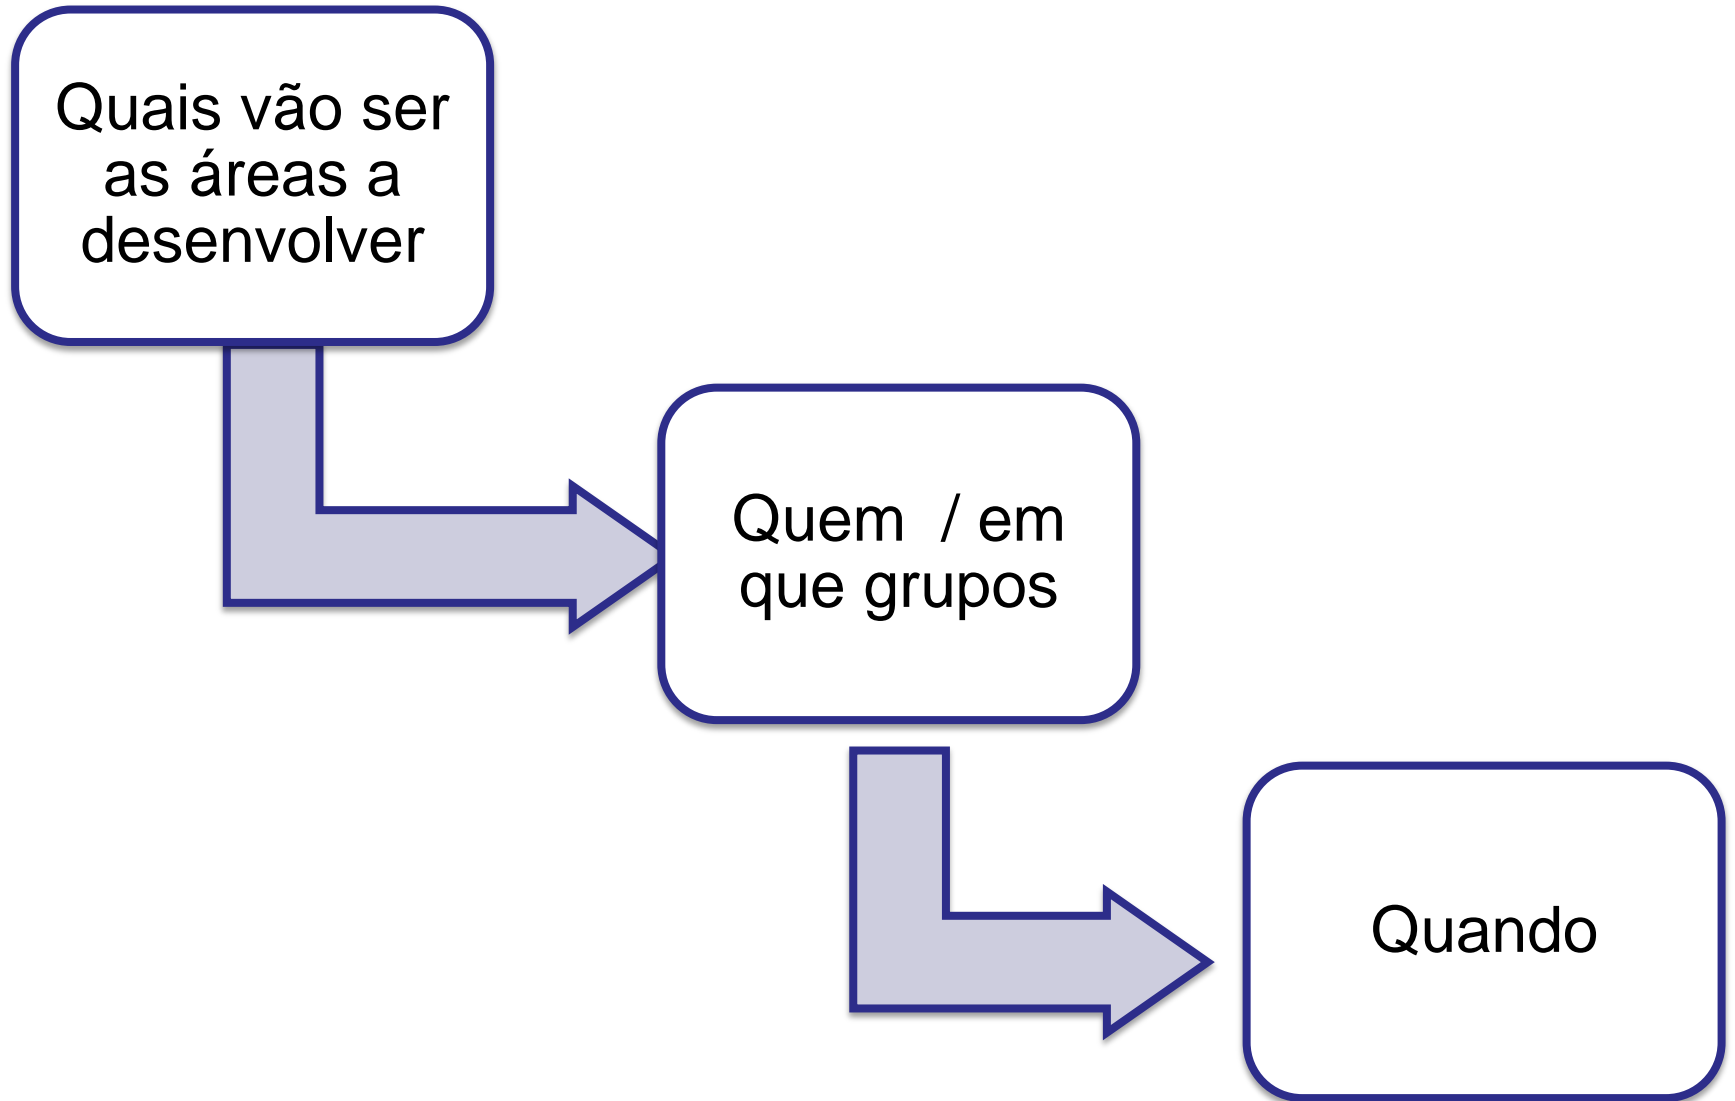 Quais vão ser
as áreas a
desenvolver
Quem / em
que grupos
Quando